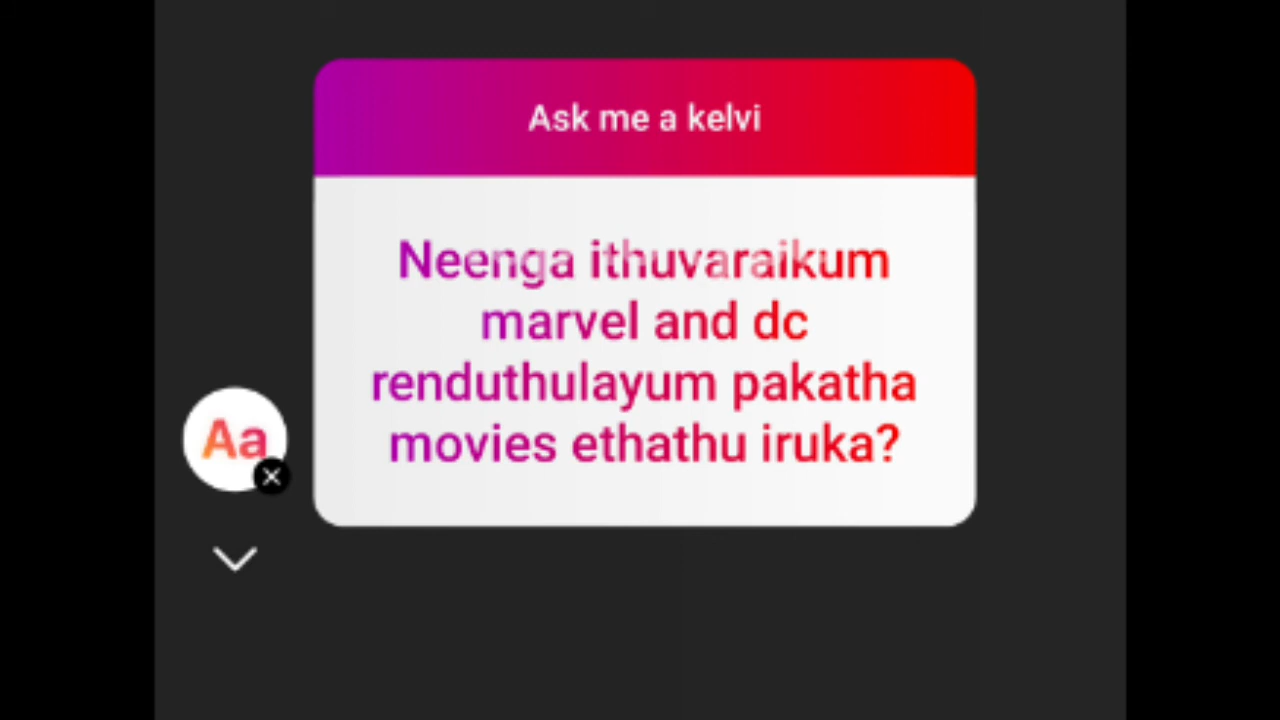 Ask me a kelvi
Neenga ithuvaraikum
marvel and dc
renduthulayum pakatha
movies ethathu iruka?
Aa